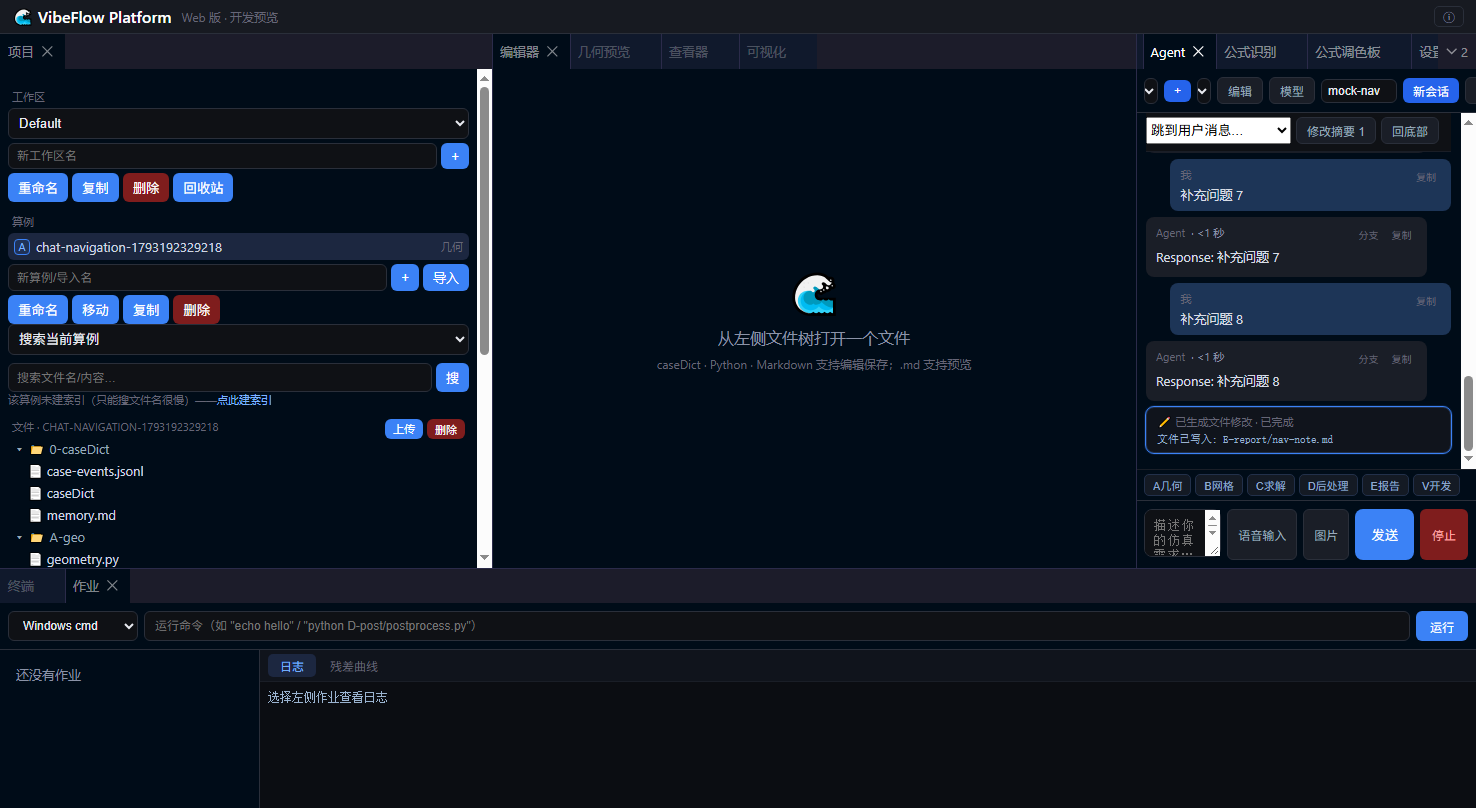 VibeFlow Platform Web 版 · 开发预览
项目
工作区
Default
新工作区名
+
重命名 复制 删除 回收站
算例
A chat-navigation-1793192329218 几何
新算例/导入名
+ 导入
重命名 移动 复制 删除
搜索当前算例
搜索文件名/内容… 搜
该算例未建索引（只能搜文件名很慢）——点此建索引
文件 · CHAT-NAVIGATION-1793192329218 上传 删除
0-caseDict
case-events.jsonl
caseDict
memory.md
A-geo
geometry.py
编辑器 几何预览 查看器 可视化
从左侧文件树打开一个文件
caseDict · Python · Markdown 支持编辑保存；.md 支持预览
Agent 公式识别 公式调色板 2
+ 编辑 模型 mock-nav 新会话
跳到用户消息… 修改摘要 1 回底部
我 复制
补充问题 7
Agent · <1 秒 分支 复制
Response: 补充问题 7
我 复制
补充问题 8
Agent · <1 秒 分支 复制
Response: 补充问题 8
已生成文件修改 · 已完成
文件已写入: E-report/nav-note.md
A几何 B网格 C求解 D后处理 E报告 V开发
描述你
的仿真
需求…
语音输入 图片 发送 停止
终端 作业
Windows cmd 运行命令（如 "echo hello" / "python D-post/postprocess.py"） 运行
还没有作业
日志 残差曲线
选择左侧作业查看日志